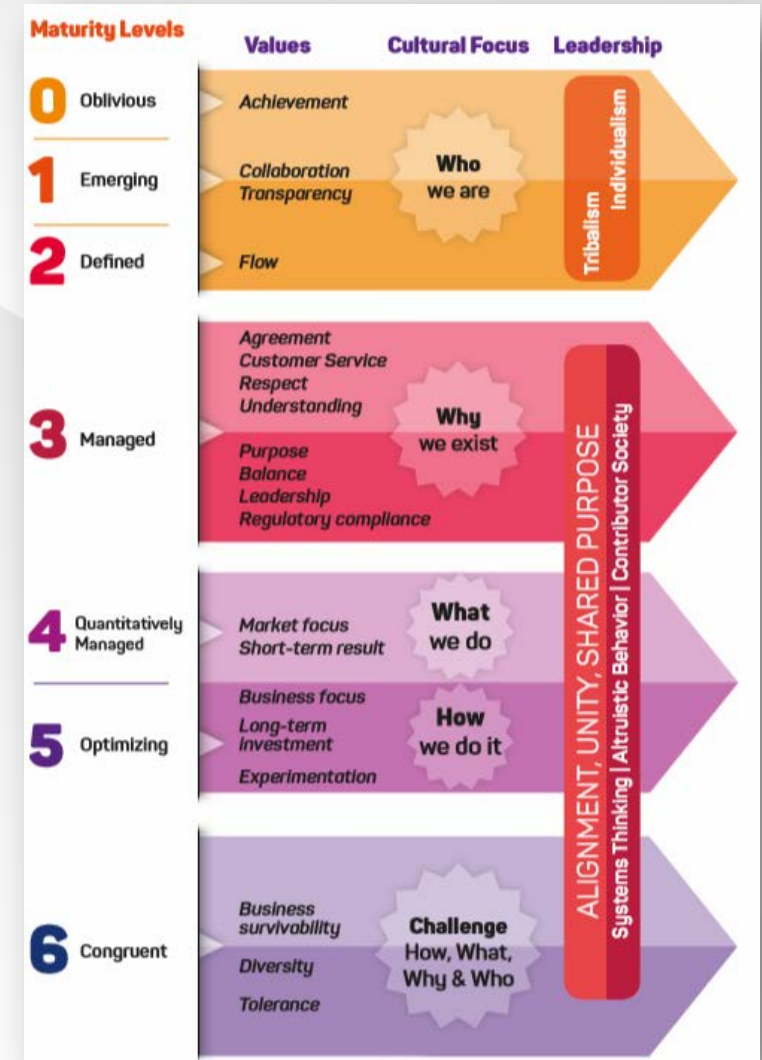 Maturity Levels
Values
Cultural Focus
Leadership
0 Oblivious
Achievement
1 Emerging
Collaboration
Transparency
2 Defined
Flow
Who
we are
Tribalism
Individualism
3 Managed
Agreement
Customer Service
Respect
Understanding
Purpose
Balance
Leadership
Regulatory compliance
Why
we exist
4 Quantitatively
Managed
Market focus
Short-term result
What
we do
5 Optimizing
Business focus
Long-term
investment
Experimentation
How
we do it
6 Congruent
Business
survivability
Diversity
Tolerance
Challenge
How, What,
Why & Who
ALIGNMENT, UNITY, SHARED PURPOSE
Systems Thinking | Altruistic Behavior | Contributor Society